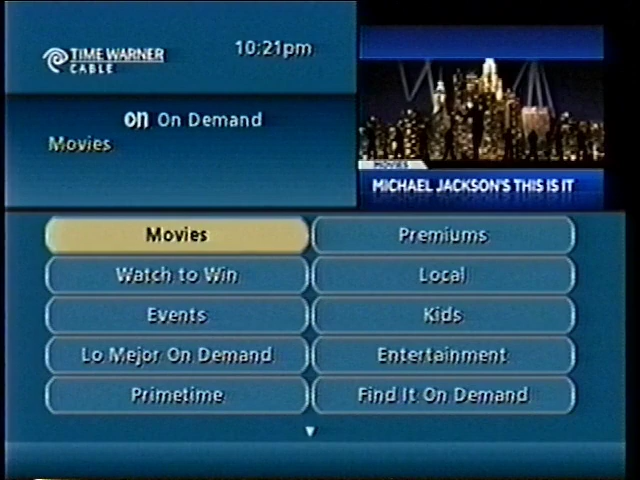 TIME WARNER
CABLE
10:21pm
on On Demand
Movies
MOVIES
MICHAEL JACKSON'S THIS IS IT
Movies
Premiums
Watch to Win
Local
Events
Kids
Lo Mejor On Demand
Entertainment
Primetime
Find It On Demand